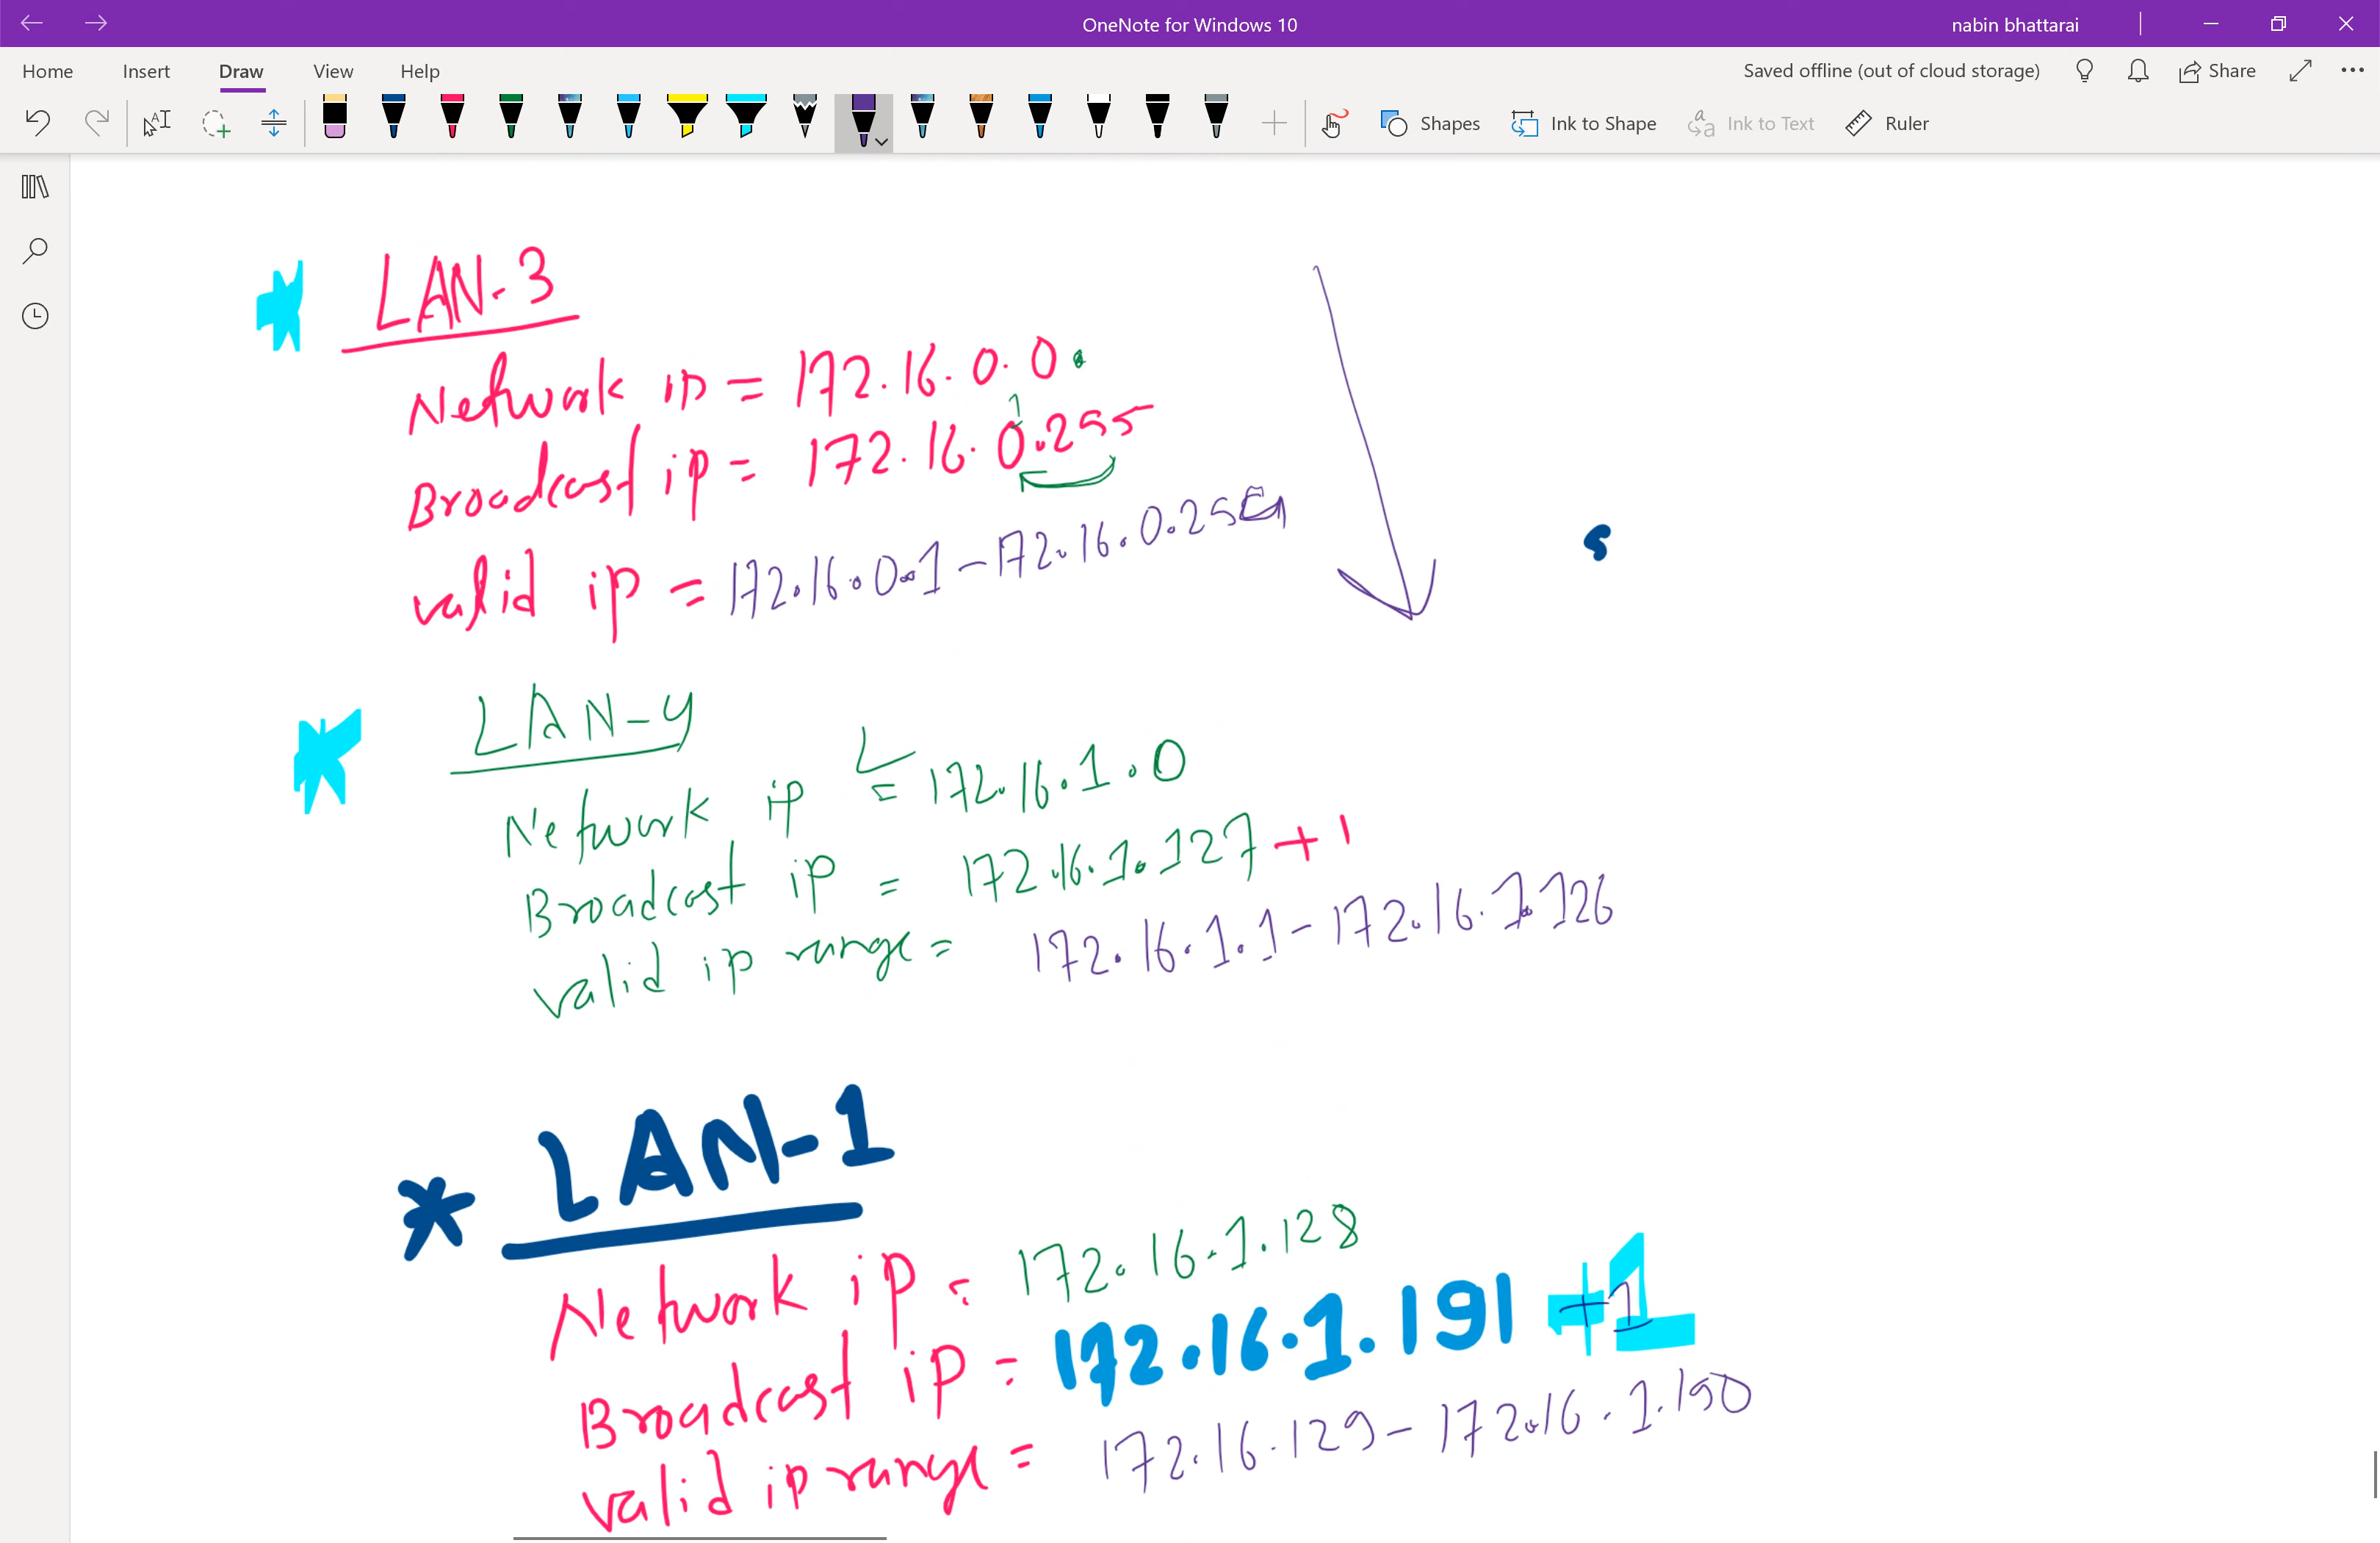 OneNote for Windows 10
nabin bhattarai
Home Insert Draw View Help
Saved offline (out of cloud storage)
Share
Shapes Ink to Shape Ink to Text Ruler
LAN-3
Network ip = 172.16.0.0.
1
Broadcast ip = 172.16.0.255
valid ip = 172.16.0.1 - 172.16.0.254
LAN-4
Network ip = 172.16.1.0
Broadcast ip = 172.16.1.127 + 1
valid ip range = 172.16.1.1 - 172.16.1.126
* LAN-1
Network ip = 172.16.1.128
Broadcast ip = 172.16.1.191 +1
valid ip range = 172.16.129 - 172.16.1.190